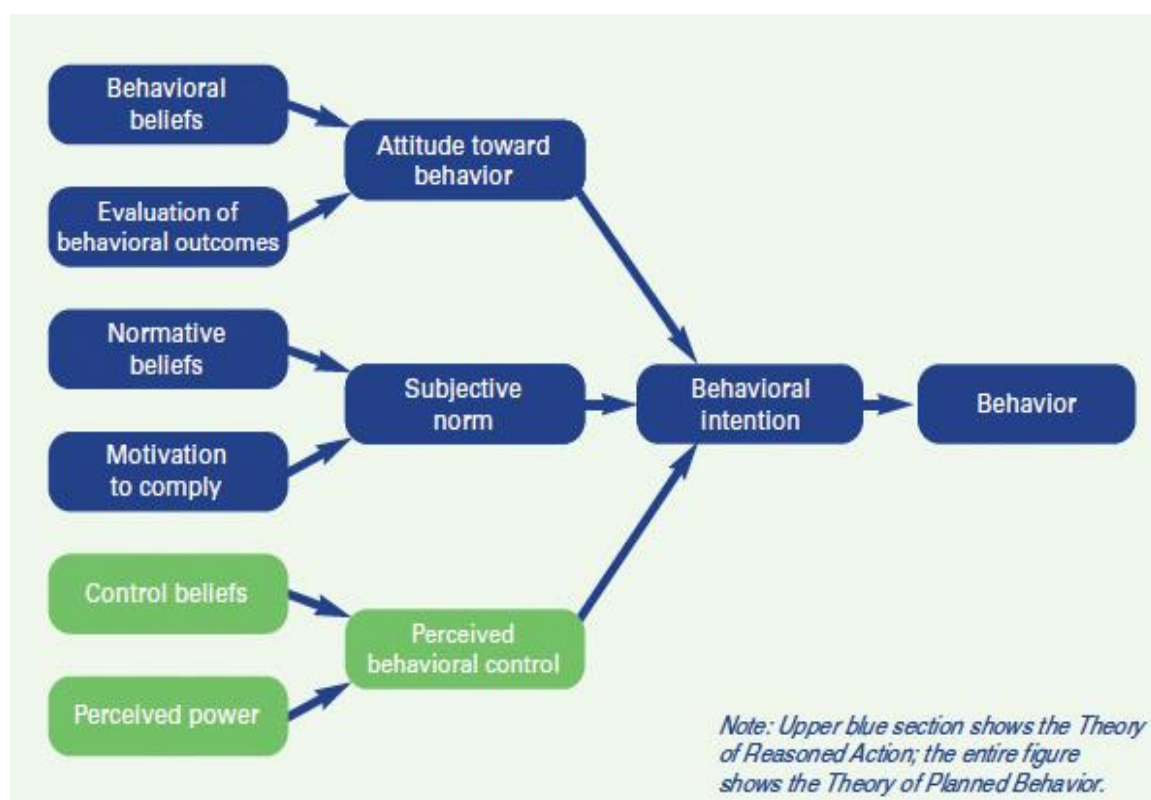 Behavioral
beliefs
Attitude toward
behavior
Evaluation of
behavioral outcomes
Normative
beliefs
Subjective
norm
Behavioral
intention
Behavior
Motivation
to comply
Control beliefs
Perceived
behavioral control
Perceived power
Note: Upper blue section shows the Theory
of Reasoned Action; the entire figure
shows the Theory of Planned Behavior.